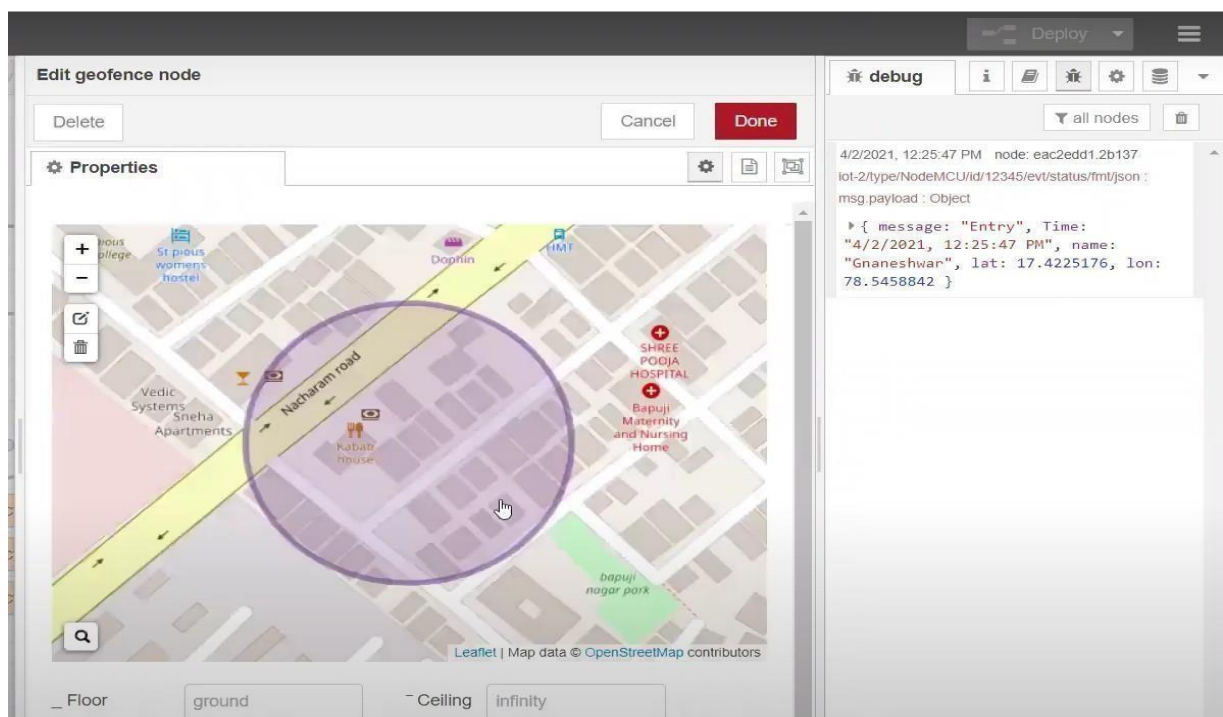 Deploy
Edit geofence node
debug
i
Delete
Cancel
Done
all nodes
Properties
4/2/2021, 12:25:47 PM node: eac2edd1.2b137
iot-2/type/NodeMCU/id/12345/evt/status/fmt/json :
msg.payload : Object
{ message: "Entry", Time:
"4/2/2021, 12:25:47 PM", name:
"Gnaneshwar", lat: 17.4225176, lon:
78.5458842 }
+
−
St pious
womens
hostel
Dophin
HMT
SHREE
POOJA
HOSPITAL
Bapuji
Maternity
and Nursing
Home
Nacharam road
Vedic
Systems
Sneha
Apartments
Kabab
house
bapuji
nagar park
Leaflet | Map data © OpenStreetMap contributors
Floor
ground
Ceiling
infinity